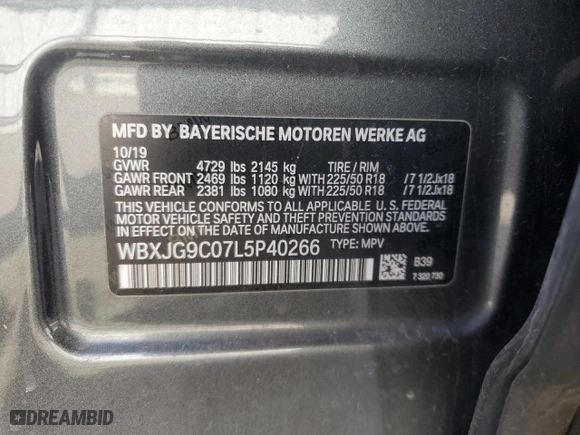 MFD BY BAYERISCHE MOTOREN WERKE AG
10/19
GVWR 4729 lbs 2145 kg TIRE / RIM
GAWR FRONT 2469 lbs 1120 kg WITH 225/50 R18 /7 1/2Jx18
GAWR REAR 2381 lbs 1080 kg WITH 225/50 R18 /7 1/2Jx18
THIS VEHICLE CONFORMS TO ALL APPLICABLE U. S. FEDERAL
MOTOR VEHICLE SAFETY AND THEFT PREVENTION STANDARDS
IN EFFECT ON THE DATE OF MANUFACTURE SHOWN ABOVE.
WBXJG9C07L5P40266 TYPE: MPV
B39
7 320 730
DREAMBID